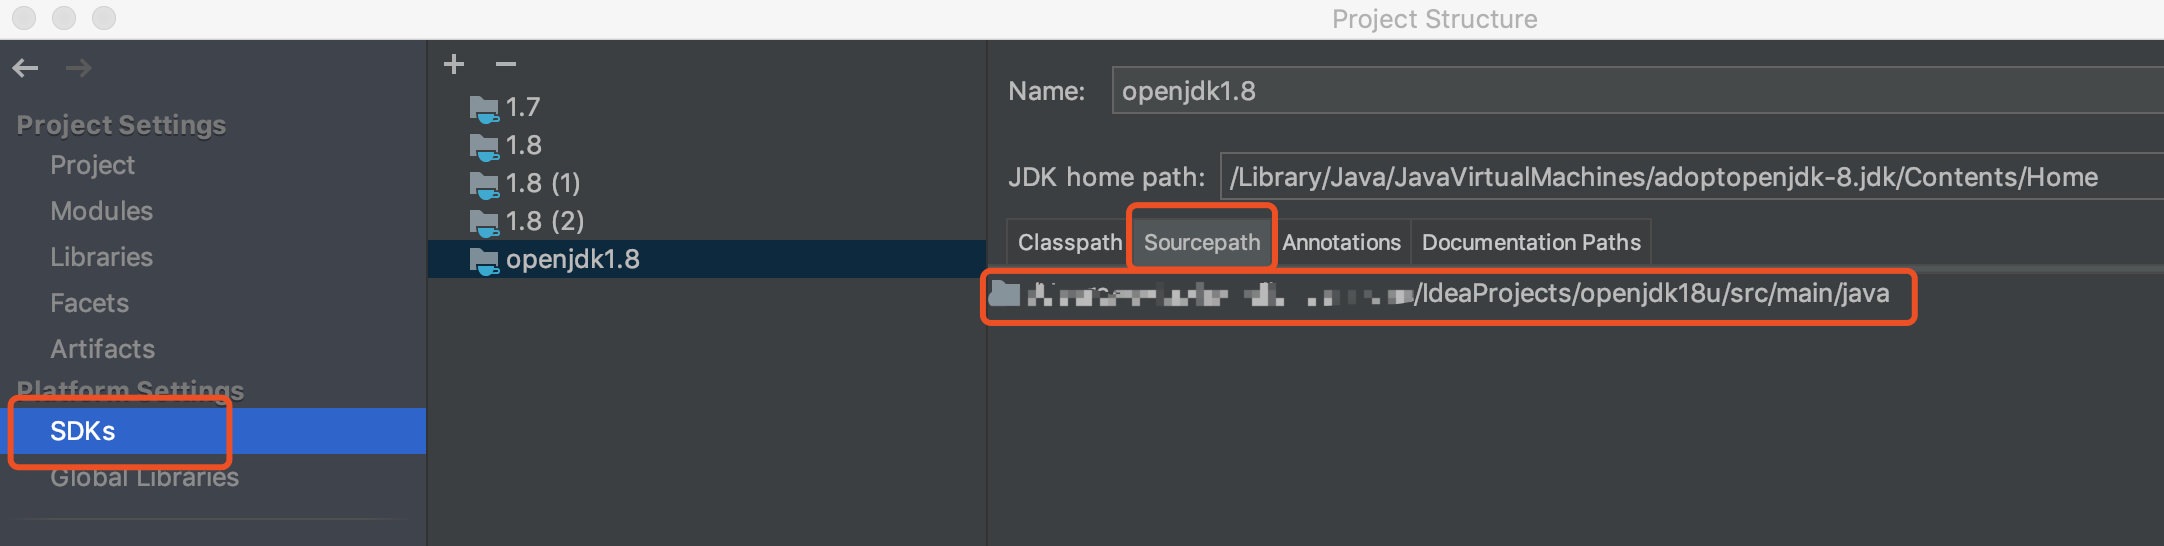 Project Structure
Project Settings
Project
Modules
Libraries
Facets
Artifacts
Platform Settings
SDKs
Global Libraries
1.7
1.8
1.8 (1)
1.8 (2)
openjdk1.8
Name: openjdk1.8
JDK home path: /Library/Java/JavaVirtualMachines/adoptopenjdk-8.jdk/Contents/Home
Classpath Sourcepath Annotations Documentation Paths
/IdeaProjects/openjdk18u/src/main/java